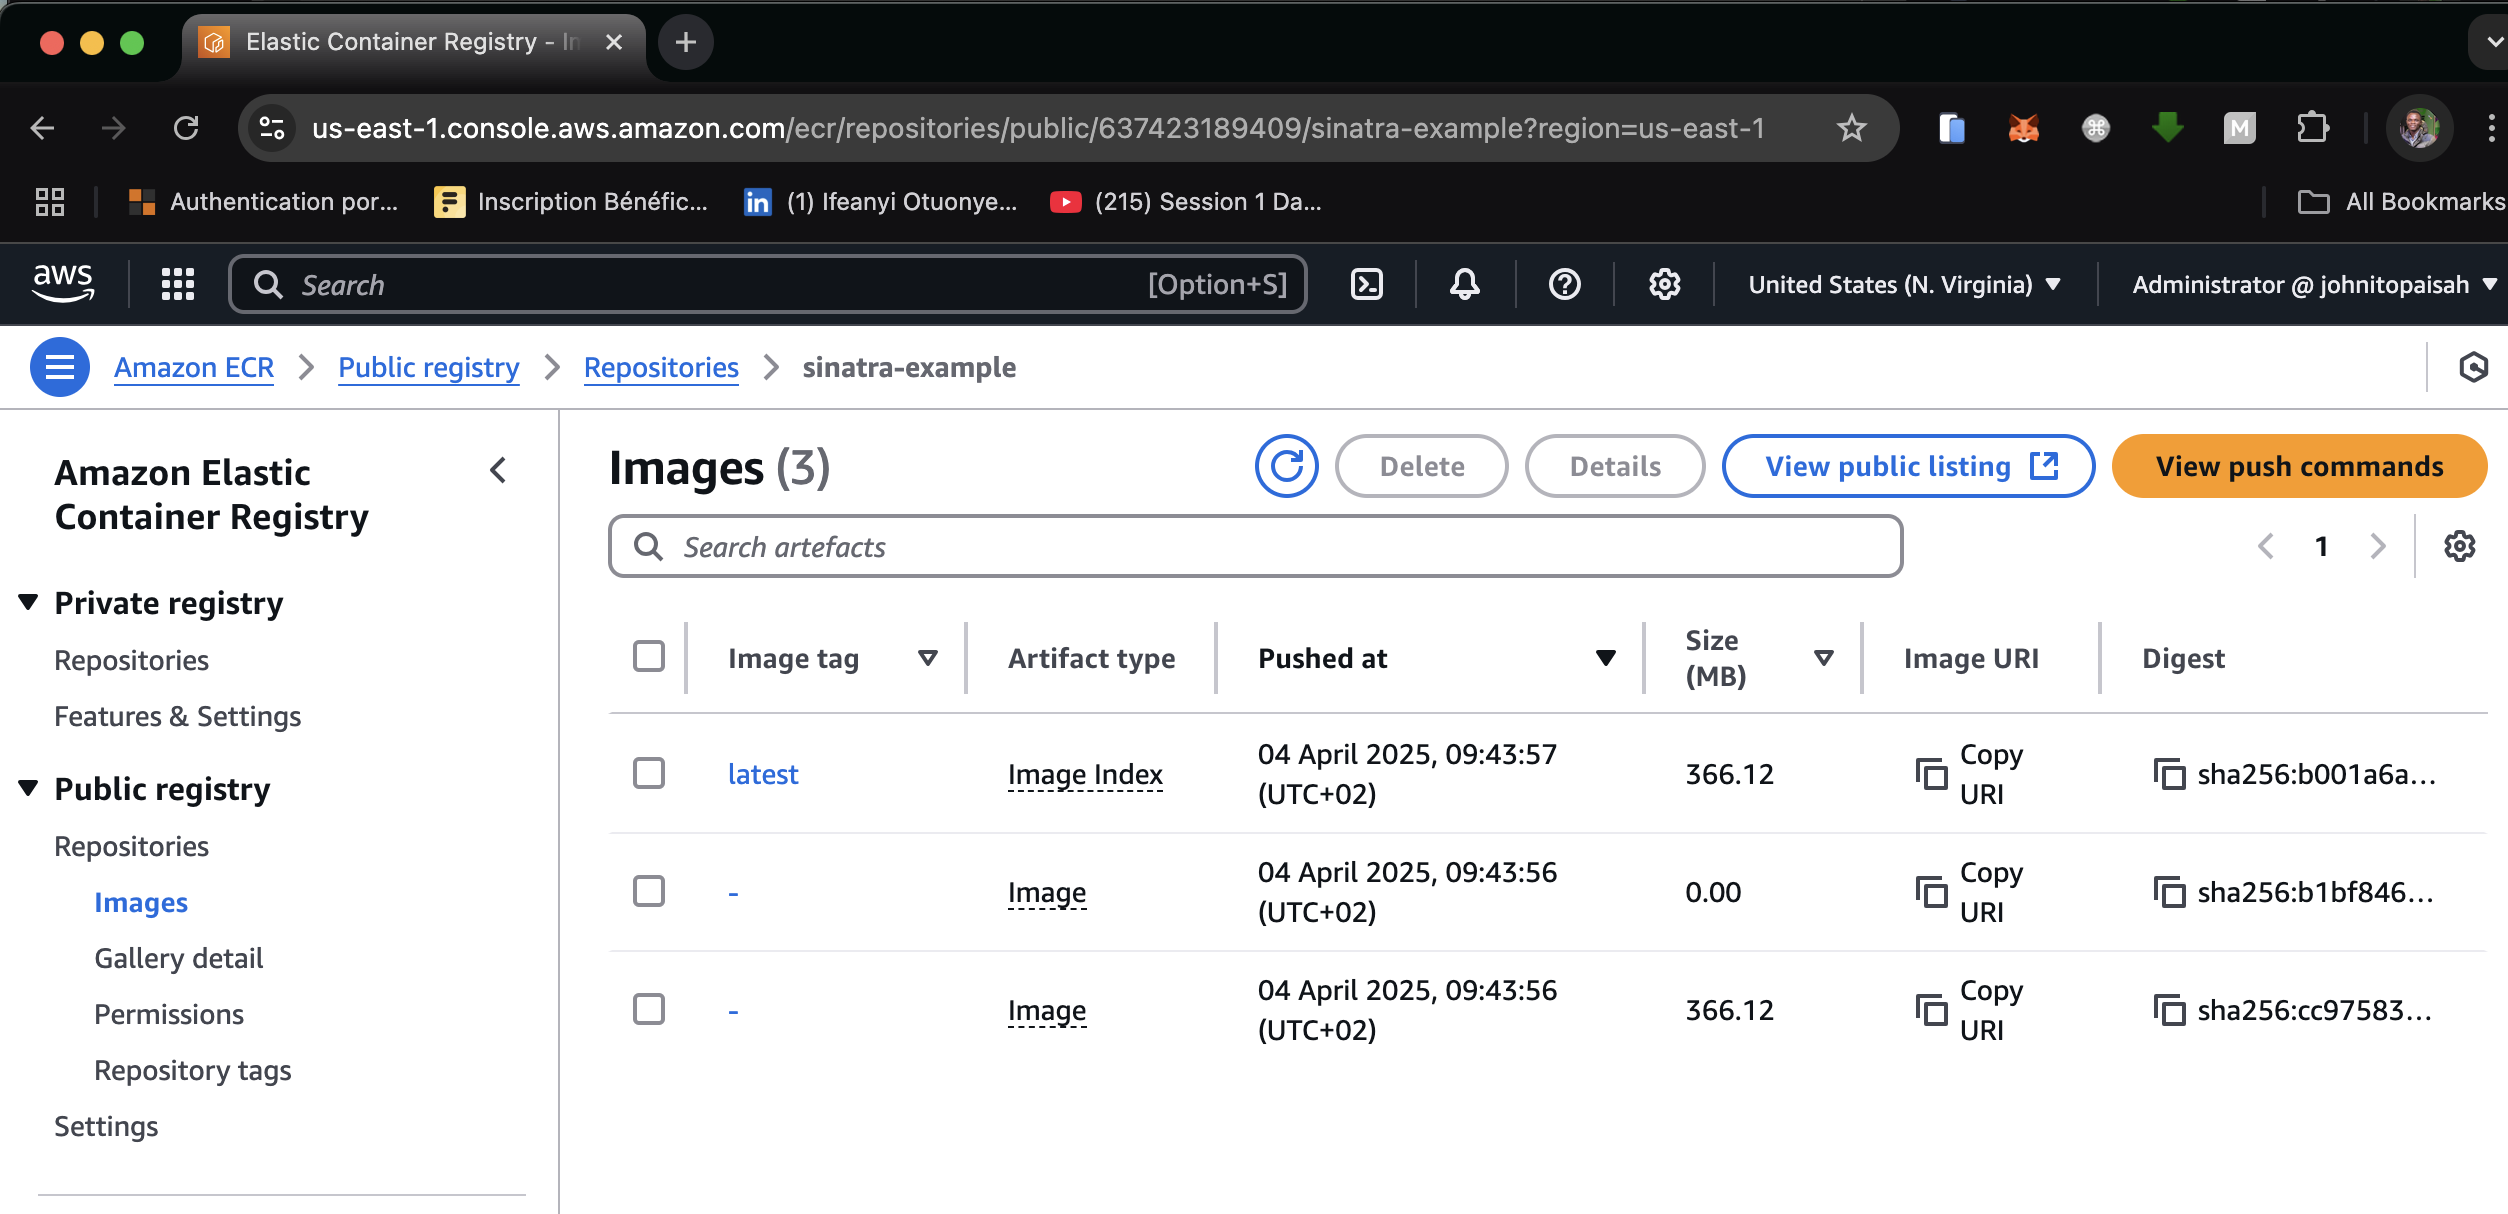 Elastic Container Registry - In
us-east-1.console.aws.amazon.com/ecr/repositories/public/637423189409/sinatra-example?region=us-east-1
M
Authentication por...
Inscription Bénéfic...
in (1) Ifeanyi Otuonye...
(215) Session 1 Da...
All Bookmarks
aws
Search
[Option+S]
United States (N. Virginia)
Administrator @ johnitopaisah
Amazon ECR
Public registry
Repositories
sinatra-example
Amazon Elastic
Container Registry
Private registry
Repositories
Features & Settings
Public registry
Repositories
Images
Gallery detail
Permissions
Repository tags
Settings
Images (3)
Delete
Details
View public listing
View push commands
Search artefacts
1
Image tag
Artifact type
Pushed at
Size
(MB)
Image URI
Digest
latest
Image Index
04 April 2025, 09:43:57
(UTC+02)
366.12
Copy
URI
sha256:b001a6a...
-
Image
04 April 2025, 09:43:56
(UTC+02)
0.00
Copy
URI
sha256:b1bf846...
-
Image
04 April 2025, 09:43:56
(UTC+02)
366.12
Copy
URI
sha256:cc97583...